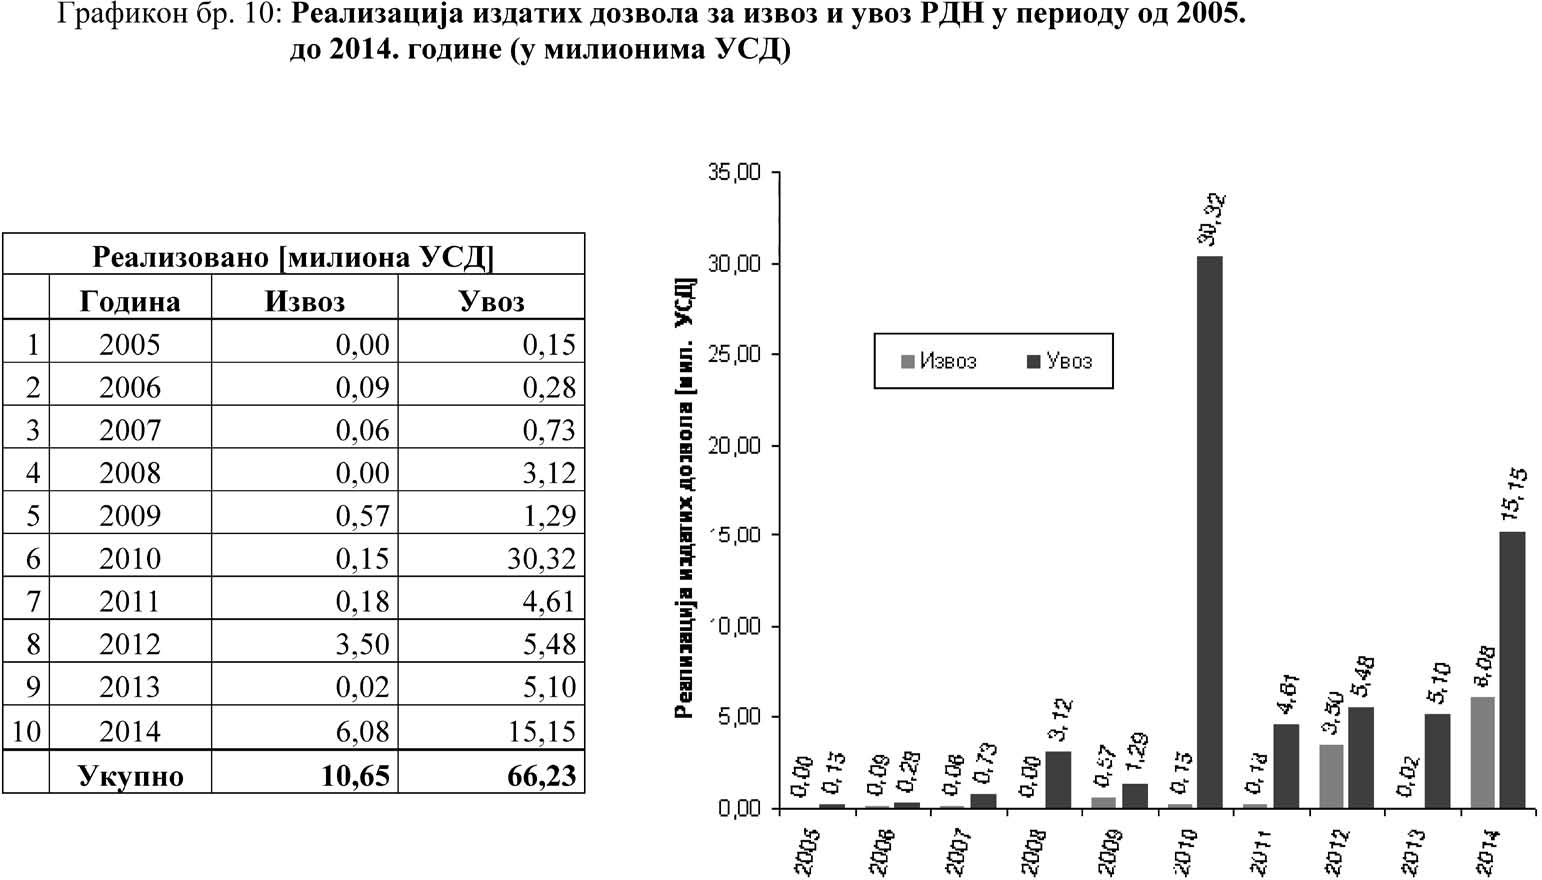 Графикон бр. 10: Реализација издатих дозвола за извоз и увоз РДН у периоду од 2005.
до 2014. године (у милионима УСД)
Реализовано [милиона УСД]
Година Извоз Увоз
1 2005 0,00 0,15
2 2006 0,09 0,28
3 2007 0,06 0,73
4 2008 0,00 3,12
5 2009 0,57 1,29
6 2010 0,15 30,32
7 2011 0,18 4,61
8 2012 3,50 5,48
9 2013 0,02 5,10
10 2014 6,08 15,15
Укупно 10,65 66,23
Реализација издатих дозвола [мил. УСД]
35,00
30,00
25,00
20,00
15,00
10,00
5,00
0,00
Извоз Увоз
0,00 0,15 0,09 0,28 0,06 0,73 0,00 3,12 0,57 1,29 0,15 30,32 0,18 4,61 3,50 5,48 0,02 5,10 6,08 15,15
2005 2006 2007 2008 2009 2010 2011 2012 2013 2014